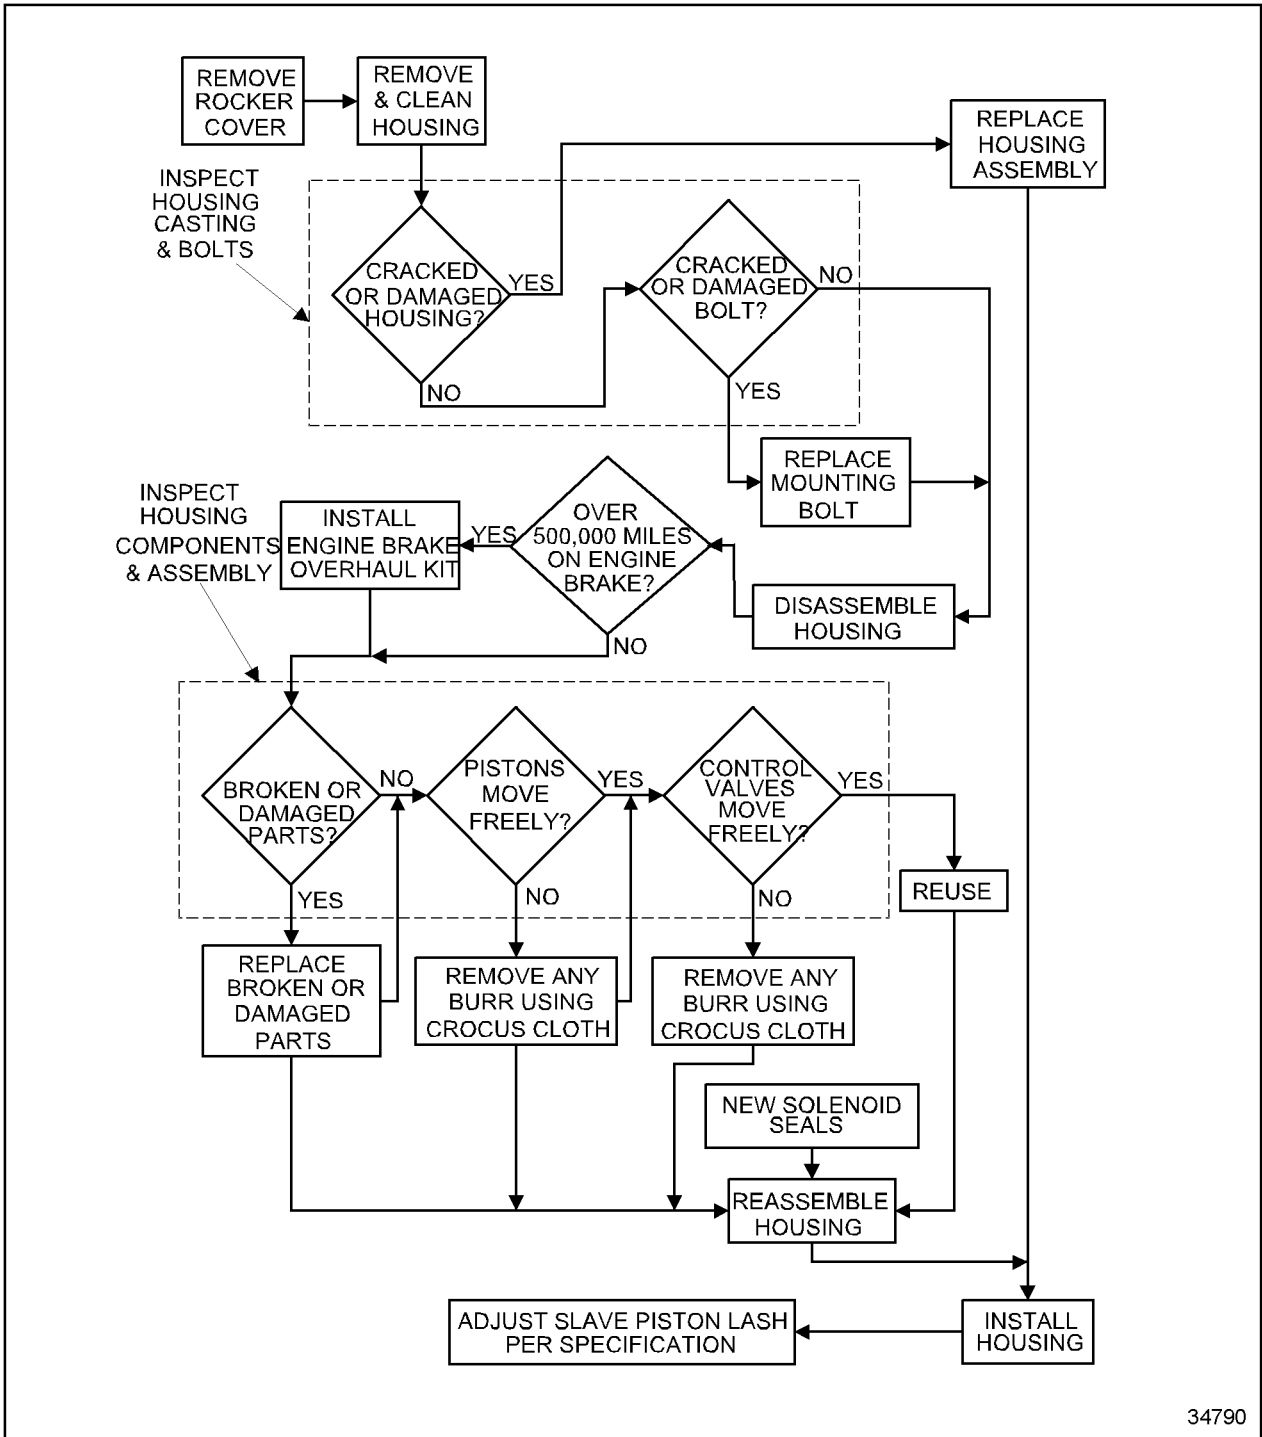 REMOVE
ROCKER
COVER
REMOVE
& CLEAN
HOUSING
REPLACE
HOUSING
ASSEMBLY
INSPECT
HOUSING
CASTING
& BOLTS
CRACKED
OR DAMAGED
HOUSING?
YES
NO
CRACKED
OR DAMAGED
BOLT?
NO
YES
REPLACE
MOUNTING
BOLT
DISASSEMBLE
HOUSING
OVER
500,000 MILES
ON ENGINE
BRAKE?
YES
NO
INSTALL
ENGINE BRAKE
OVERHAUL KIT
INSPECT
HOUSING
COMPONENTS
& ASSEMBLY
BROKEN OR
DAMAGED
PARTS?
NO
YES
PISTONS
MOVE
FREELY?
YES
NO
CONTROL
VALVES
MOVE
FREELY?
YES
NO
REUSE
REPLACE
BROKEN OR
DAMAGED
PARTS
REMOVE ANY
BURR USING
CROCUS CLOTH
REMOVE ANY
BURR USING
CROCUS CLOTH
NEW SOLENOID
SEALS
REASSEMBLE
HOUSING
INSTALL
HOUSING
ADJUST SLAVE PISTON LASH
PER SPECIFICATION
34790